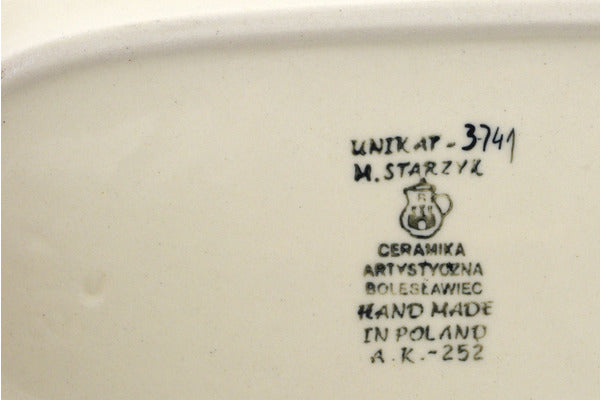 UNIKAT - 3741
M. STARZYK
CERAMIKA
ARTYSTYCZNA
BOLESŁAWIEC
HAND MADE
IN POLAND
A.K.-252